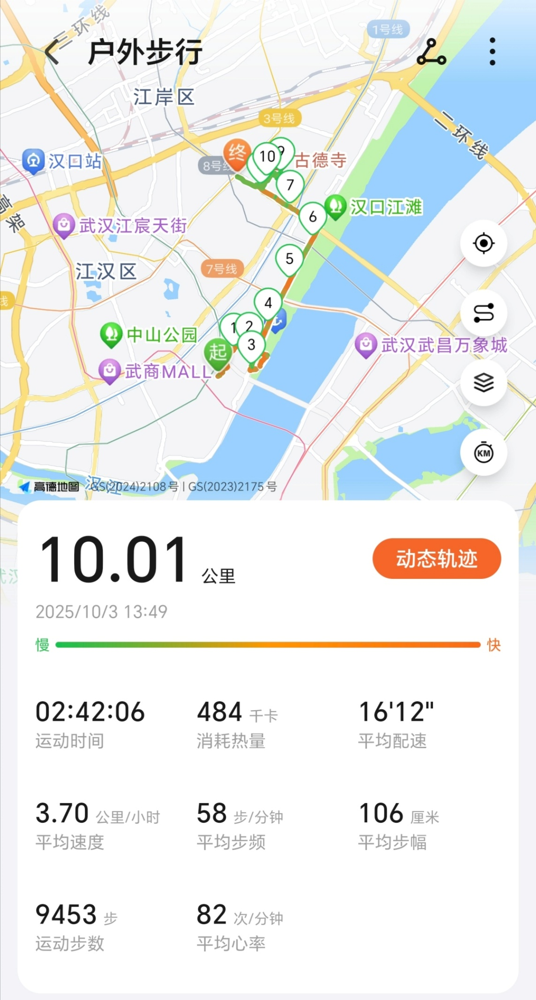 三环线
1号线
户外步行
江岸区
3号线
二环线
终
10
9
古德寺
汉口站
8号线
7
汉口江滩
6
高架
武汉江宸天街
5
江汉区
7号线
线
4
1
2
中山公园
3
起
武汉武昌万象城
武商MALL
KM
高德地图
汉江
GS(2024)2108号 | GS(2023)2175号
10.01 公里
动态轨迹
2025/10/3 13:49
慢
快
02:42:06
484 千卡
16'12"
运动时间
消耗热量
平均配速
3.70 公里/小时
58 步/分钟
106 厘米
平均速度
平均步频
平均步幅
9453 步
82 次/分钟
运动步数
平均心率